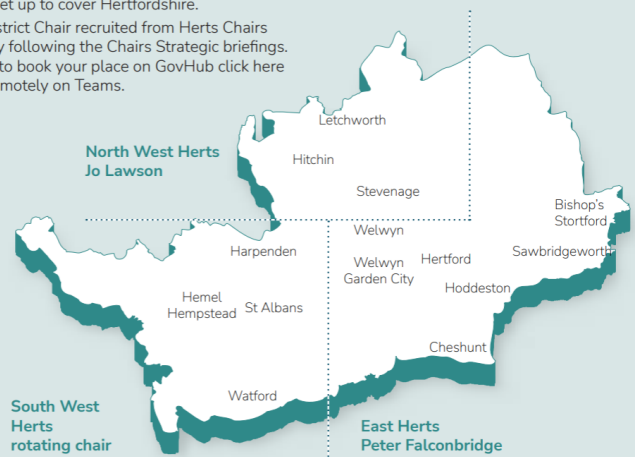 et up to cover Hertfordshire.
strict Chair recruited from Herts Chairs
y following the Chairs Strategic briefings.
to book your place on GovHub click here
motely on Teams.
Letchworth
North West Herts
Jo Lawson
Hitchin
Stevenage
Bishop's
Stortford
Welwyn
Harpenden
Hertford
Sawbridgeworth
Welwyn
Garden City
Hoddeston
Hemel
Hempstead
St Albans
Cheshunt
Watford
South West
Herts
rotating chair
East Herts
Peter Falconbridge